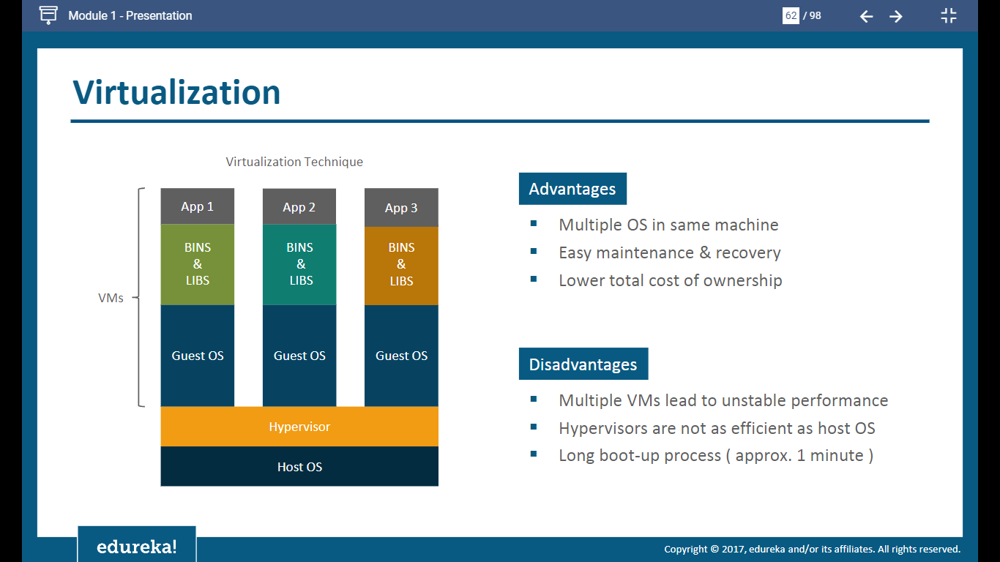 Module 1 - Presentation
62 / 98
Virtualization
Virtualization Technique
VMs
App 1
BINS
&
LIBS
Guest OS
App 2
BINS
&
LIBS
Guest OS
App 3
BINS
&
LIBS
Guest OS
Hypervisor
Host OS
Advantages
Multiple OS in same machine
Easy maintenance & recovery
Lower total cost of ownership
Disadvantages
Multiple VMs lead to unstable performance
Hypervisors are not as efficient as host OS
Long boot-up process ( approx. 1 minute )
edureka!
Copyright © 2017, edureka and/or its affiliates. All rights reserved.